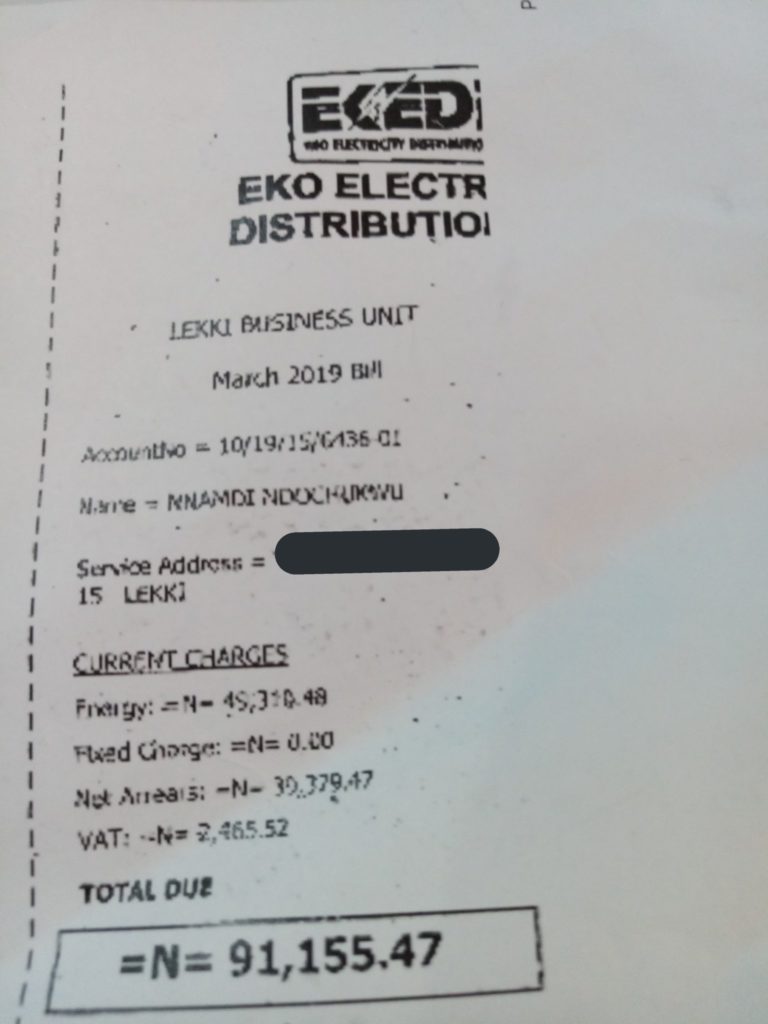 EKED
EKO ELECTRICITY DISTRIBUTIO
EKO ELECTR
DISTRIBUTIO
LEKKI BUSINESS UNIT
March 2019 Bill
AccountNo = 10/19/15/6436-01
Name = NNAMDI NDOCHUKWU
Service Address =
15 LEKKI
CURRENT CHARGES
Energy: =N= 49,310.48
Fixed Charge: =N= 0.00
Net Arrears: =N= 39,379.47
VAT: =N= 2,465.52
TOTAL DUE
=N= 91,155.47